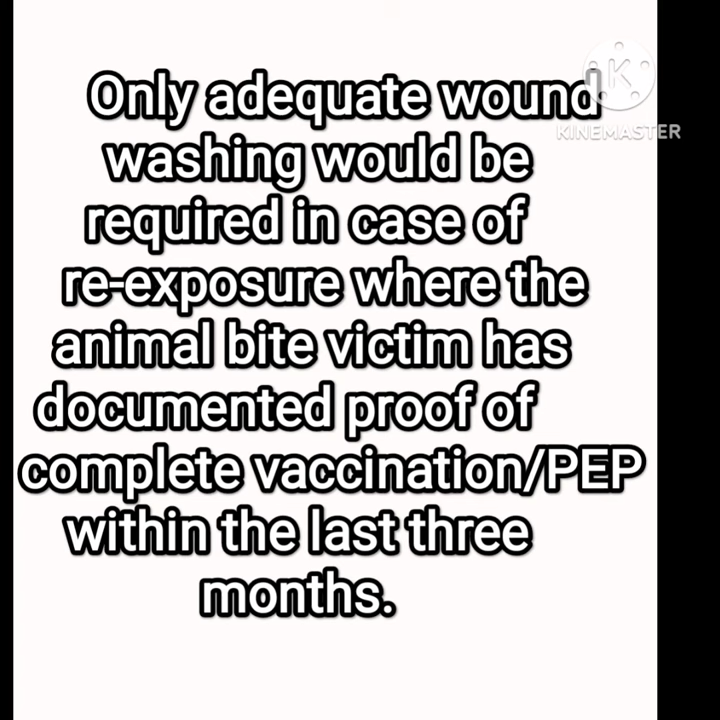 Only adequate wound
washing would be
required in case of
re-exposure where the
animal bite victim has
documented proof of
complete vaccination/PEP
within the last three
months.
K
KINEMASTER